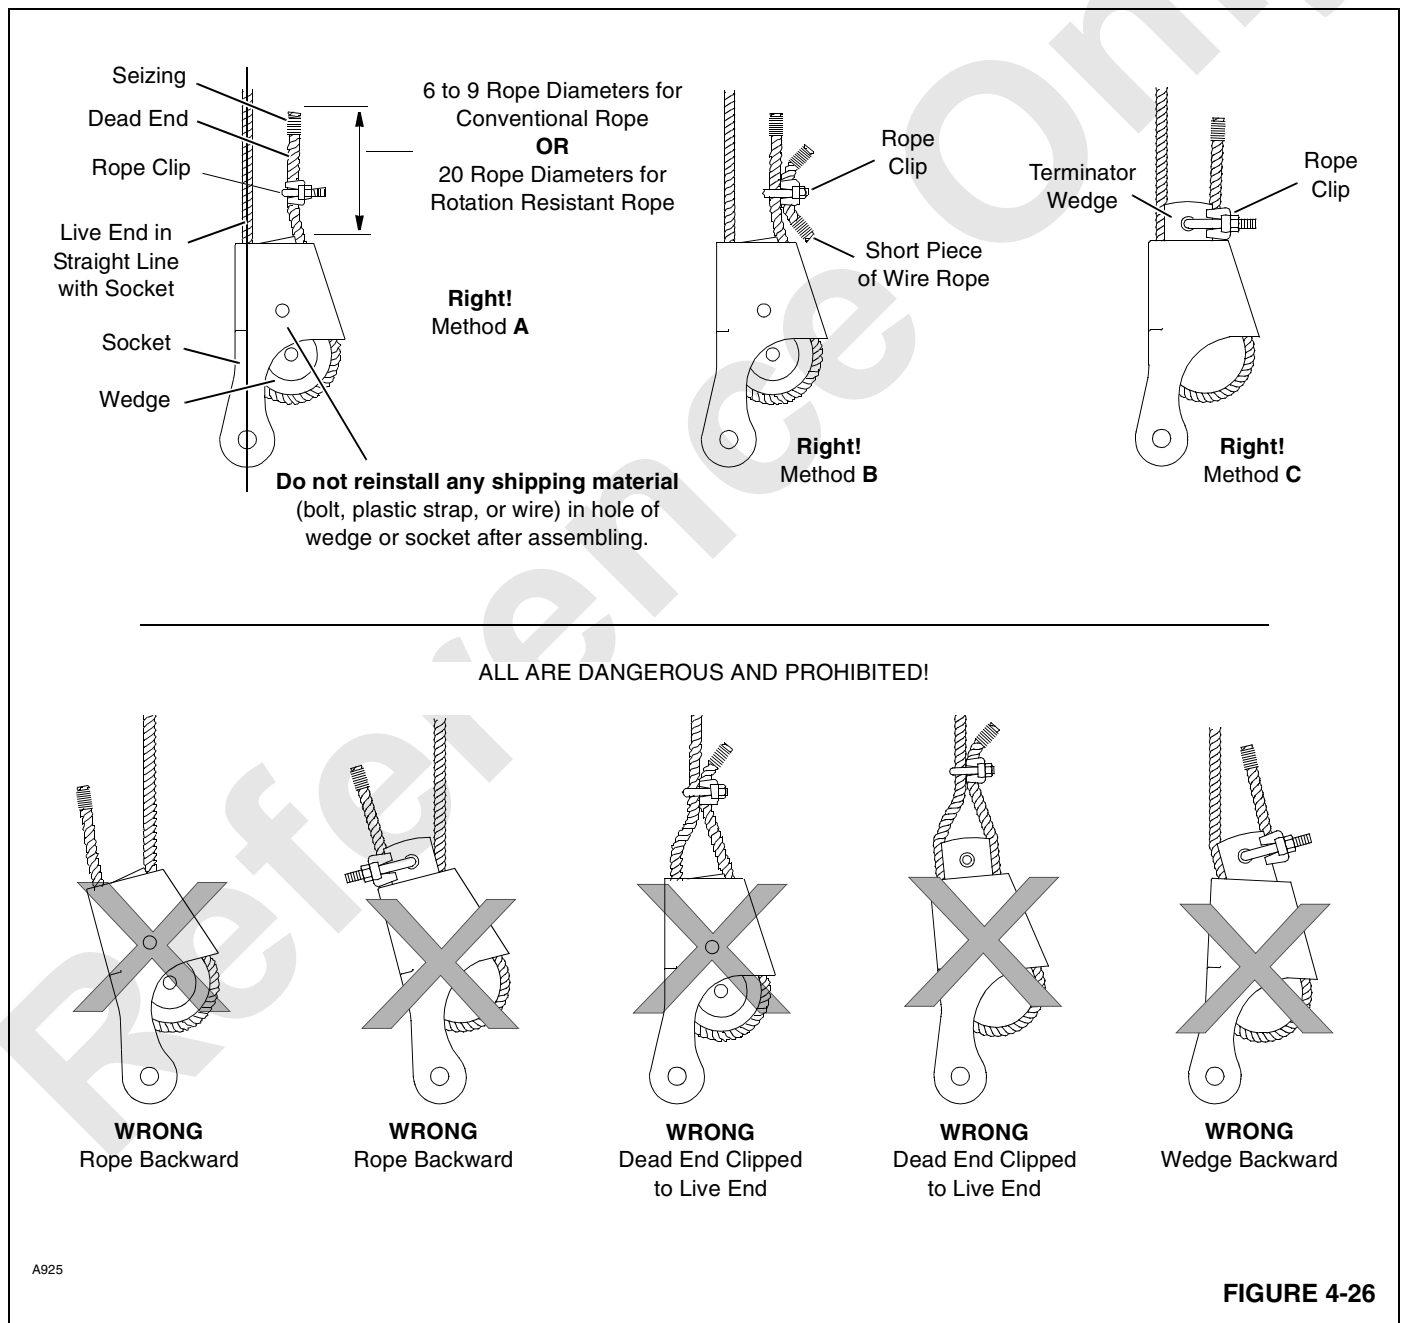 Seizing
Dead End
Rope Clip
Live End in
Straight Line
with Socket
Socket
Wedge
6 to 9 Rope Diameters for
Conventional Rope
OR
20 Rope Diameters for
Rotation Resistant Rope
Right!
Method A
Do not reinstall any shipping material
(bolt, plastic strap, or wire) in hole of
wedge or socket after assembling.
Rope
Clip
Short Piece
of Wire Rope
Right!
Method B
Terminator
Wedge
Rope
Clip
Right!
Method C
ALL ARE DANGEROUS AND PROHIBITED!
WRONG
Rope Backward
WRONG
Rope Backward
WRONG
Dead End Clipped
to Live End
WRONG
Dead End Clipped
to Live End
WRONG
Wedge Backward
A925
FIGURE 4-26
Reference On